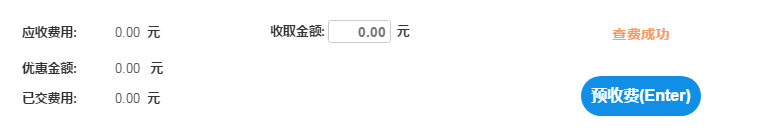 应收费用: 0.00 元 收取金额: 0.00 元 查费成功
优惠金额: 0.00 元
已交费用: 0.00 元 预收费(Enter)